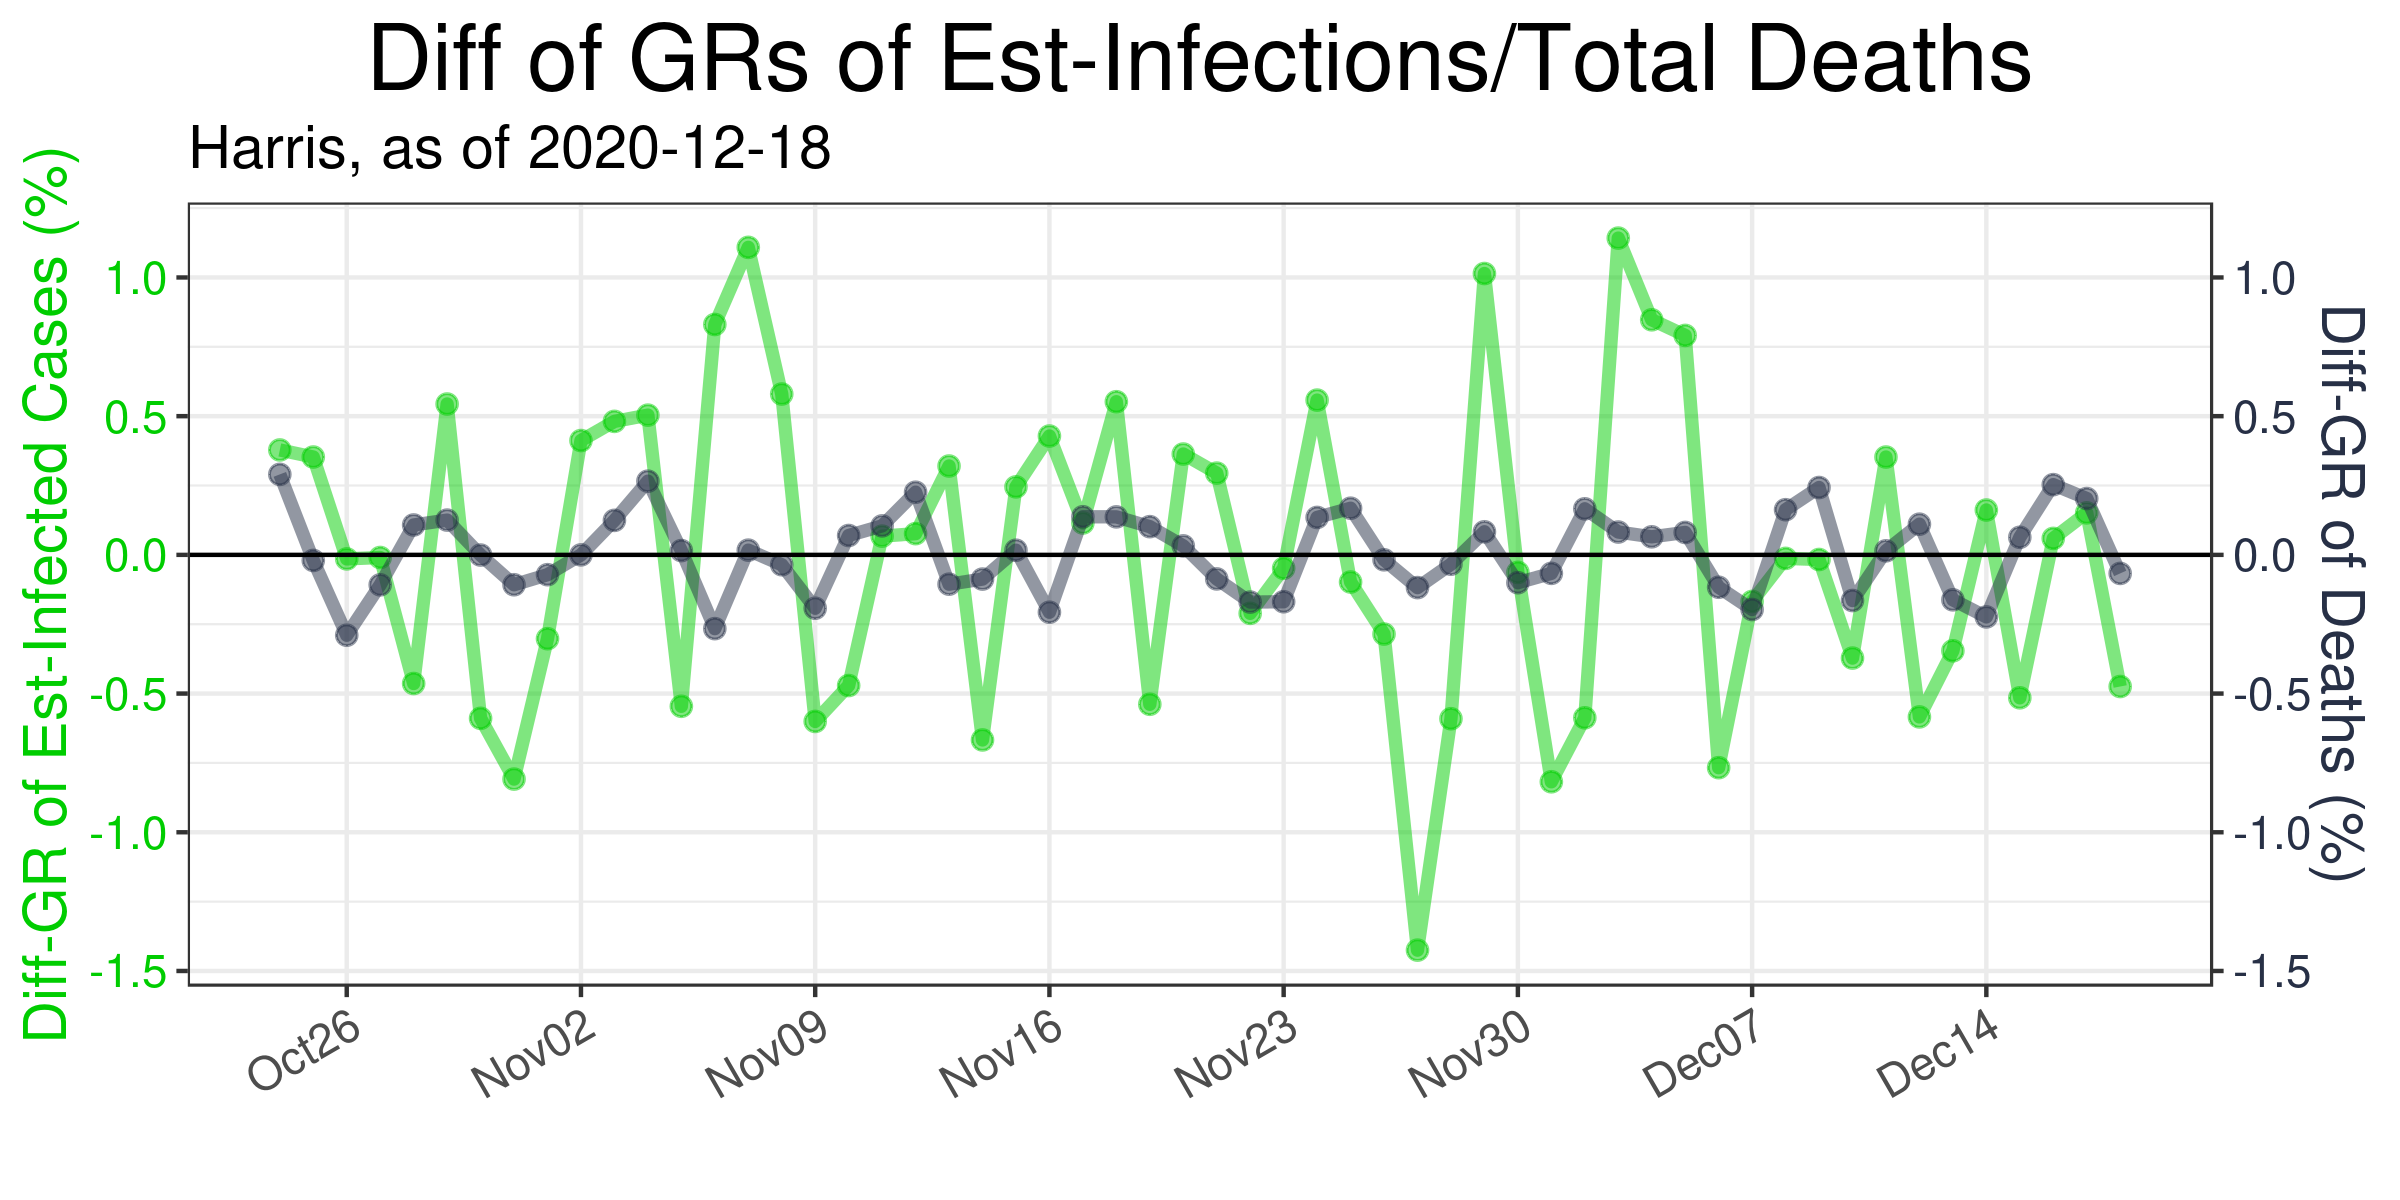 Diff of GRs of Est-Infections/Total Deaths
Harris, as of 2020-12-18
Diff-GR of Est-Infected Cases (%)
1.0
0.5
0.0
-0.5
-1.0
-1.5
1.0
0.5
0.0
-0.5
-1.0
-1.5
Diff-GR of Deaths (%)
Oct26
Nov02
Nov09
Nov16
Nov23
Nov30
Dec07
Dec14